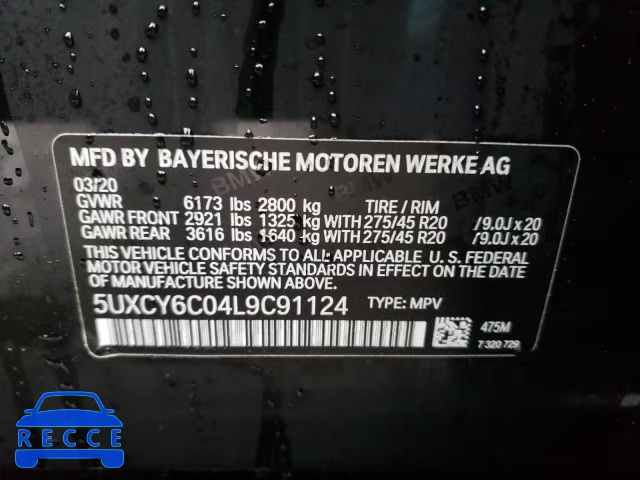 MFD BY BAYERISCHE MOTOREN WERKE AG
03/20
GVWR 6173 lbs 2800 kg TIRE / RIM
GAWR FRONT 2921 lbs 1325 kg WITH 275/45 R20 /9.0J x 20
GAWR REAR 3616 lbs 1640 kg WITH 275/45 R20 /9.0J x 20
THIS VEHICLE CONFORMS TO ALL APPLICABLE U. S. FEDERAL
MOTOR VEHICLE SAFETY STANDARDS IN EFFECT ON THE DATE
OF MANUFACTURE SHOWN ABOVE.
5UXCY6C04L9C91124 TYPE: MPV
475M
7 320 729
RECCE